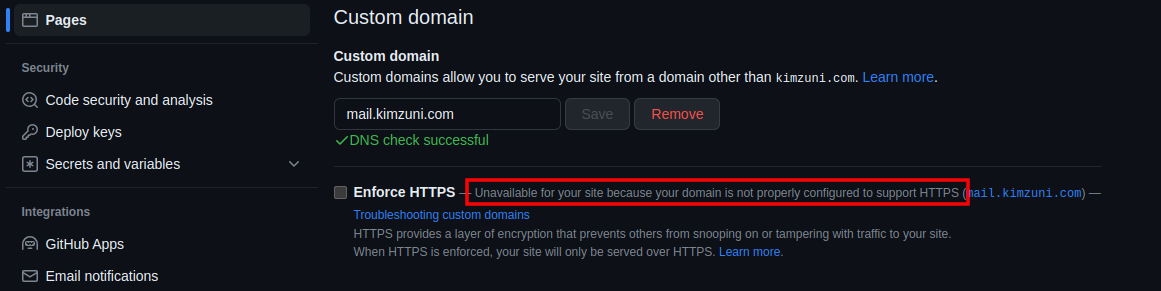 Pages
Security
Code security and analysis
Deploy keys
Secrets and variables
Integrations
GitHub Apps
Email notifications
Custom domain
Custom domain
Custom domains allow you to serve your site from a domain other than kimzuni.com. Learn more.
mail.kimzuni.com Save Remove
DNS check successful
Enforce HTTPS — Unavailable for your site because your domain is not properly configured to support HTTPS (mail.kimzuni.com) —
Troubleshooting custom domains
HTTPS provides a layer of encryption that prevents others from snooping on or tampering with traffic to your site.
When HTTPS is enforced, your site will only be served over HTTPS. Learn more.